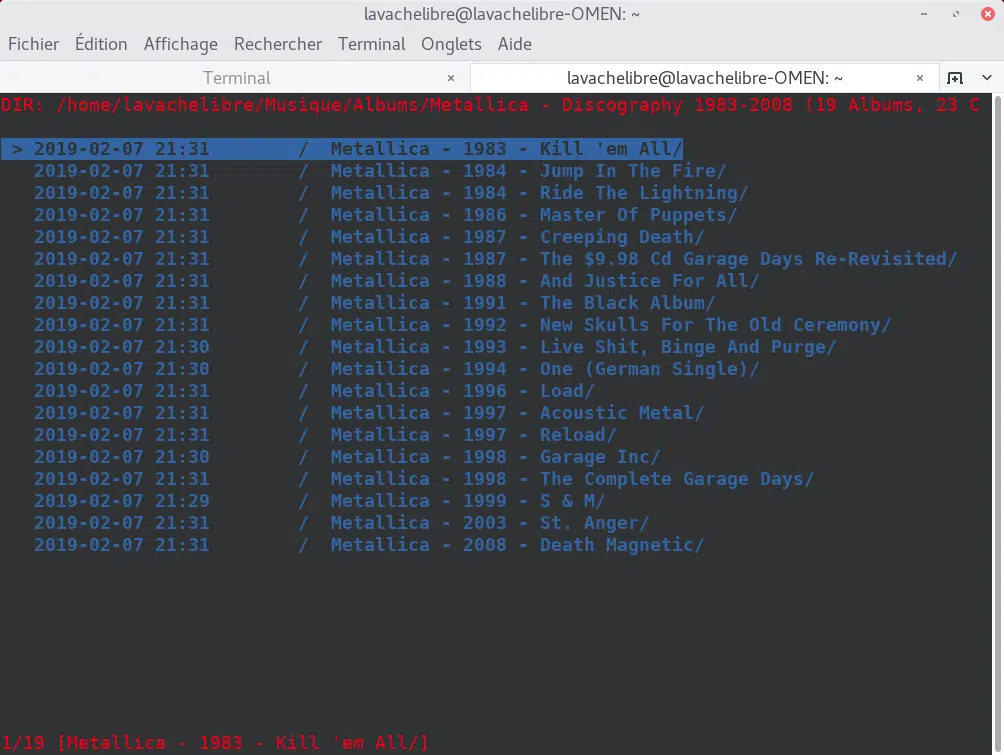 lavachelibre@lavachelibre-OMEN: ~
Fichier Édition Affichage Rechercher Terminal Onglets Aide
Terminal × lavachelibre@lavachelibre-OMEN: ~ ×
DIR: /home/lavachelibre/Musique/Albums/Metallica - Discography 1983-2008 (19 Albums, 23 C
> 2019-02-07 21:31 / Metallica - 1983 - Kill 'em All/
2019-02-07 21:31 / Metallica - 1984 - Jump In The Fire/
2019-02-07 21:31 / Metallica - 1984 - Ride The Lightning/
2019-02-07 21:31 / Metallica - 1986 - Master Of Puppets/
2019-02-07 21:31 / Metallica - 1987 - Creeping Death/
2019-02-07 21:31 / Metallica - 1987 - The $9.98 Cd Garage Days Re-Revisited/
2019-02-07 21:31 / Metallica - 1988 - And Justice For All/
2019-02-07 21:31 / Metallica - 1991 - The Black Album/
2019-02-07 21:31 / Metallica - 1992 - New Skulls For The Old Ceremony/
2019-02-07 21:30 / Metallica - 1993 - Live Shit, Binge And Purge/
2019-02-07 21:30 / Metallica - 1994 - One (German Single)/
2019-02-07 21:31 / Metallica - 1996 - Load/
2019-02-07 21:31 / Metallica - 1997 - Acoustic Metal/
2019-02-07 21:31 / Metallica - 1997 - Reload/
2019-02-07 21:30 / Metallica - 1998 - Garage Inc/
2019-02-07 21:31 / Metallica - 1998 - The Complete Garage Days/
2019-02-07 21:29 / Metallica - 1999 - S & M/
2019-02-07 21:31 / Metallica - 2003 - St. Anger/
2019-02-07 21:31 / Metallica - 2008 - Death Magnetic/
1/19 [Metallica - 1983 - Kill 'em All/]